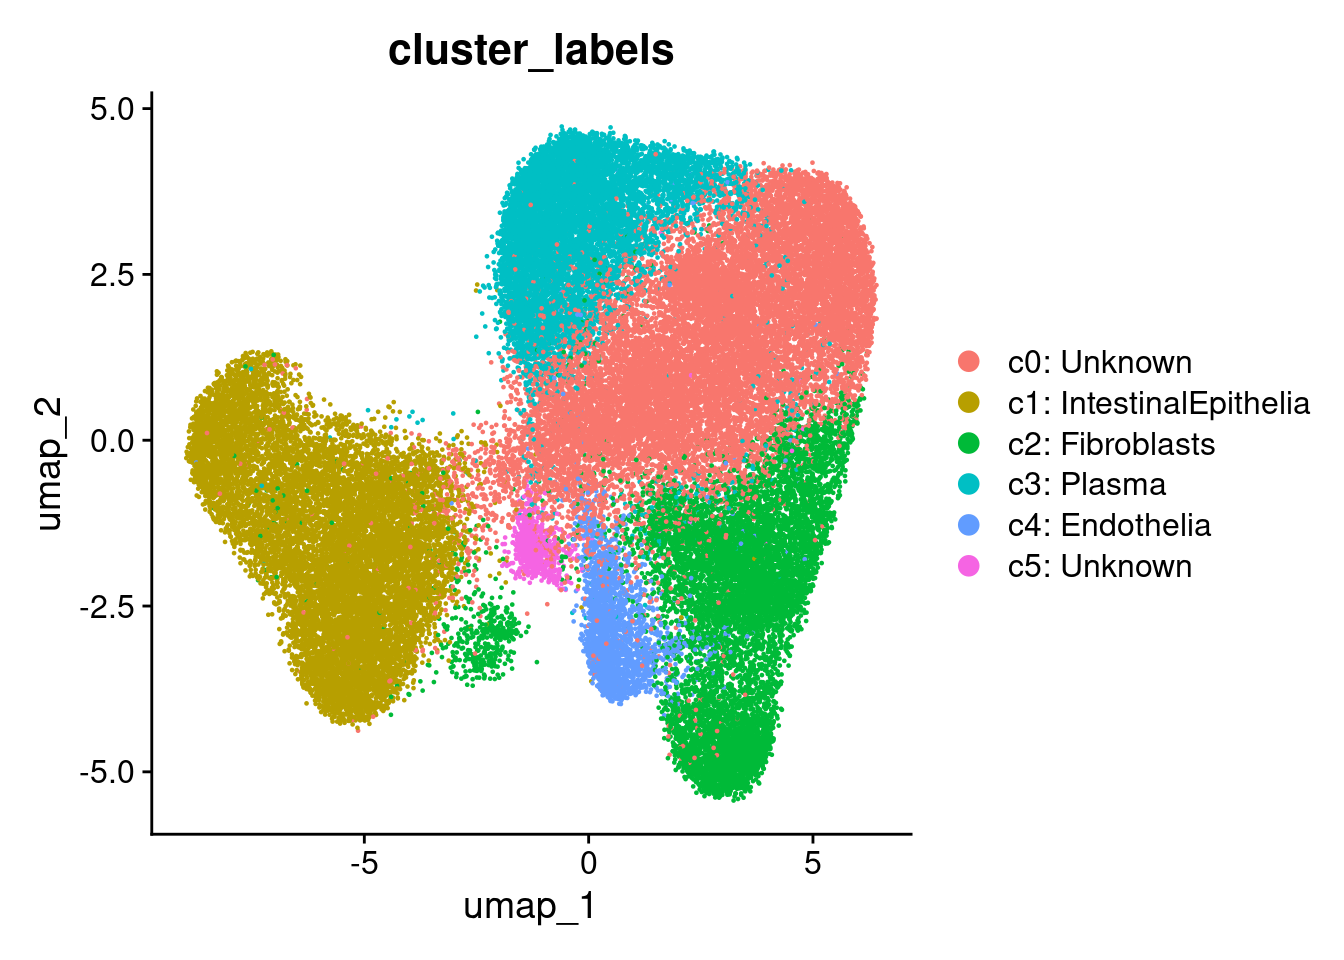 cluster_labels
5.0
2.5
0.0
-2.5
-5.0
umap_2
-5
0
5
umap_1
c0: Unknown
c1: IntestinalEpithelia
c2: Fibroblasts
c3: Plasma
c4: Endothelia
c5: Unknown